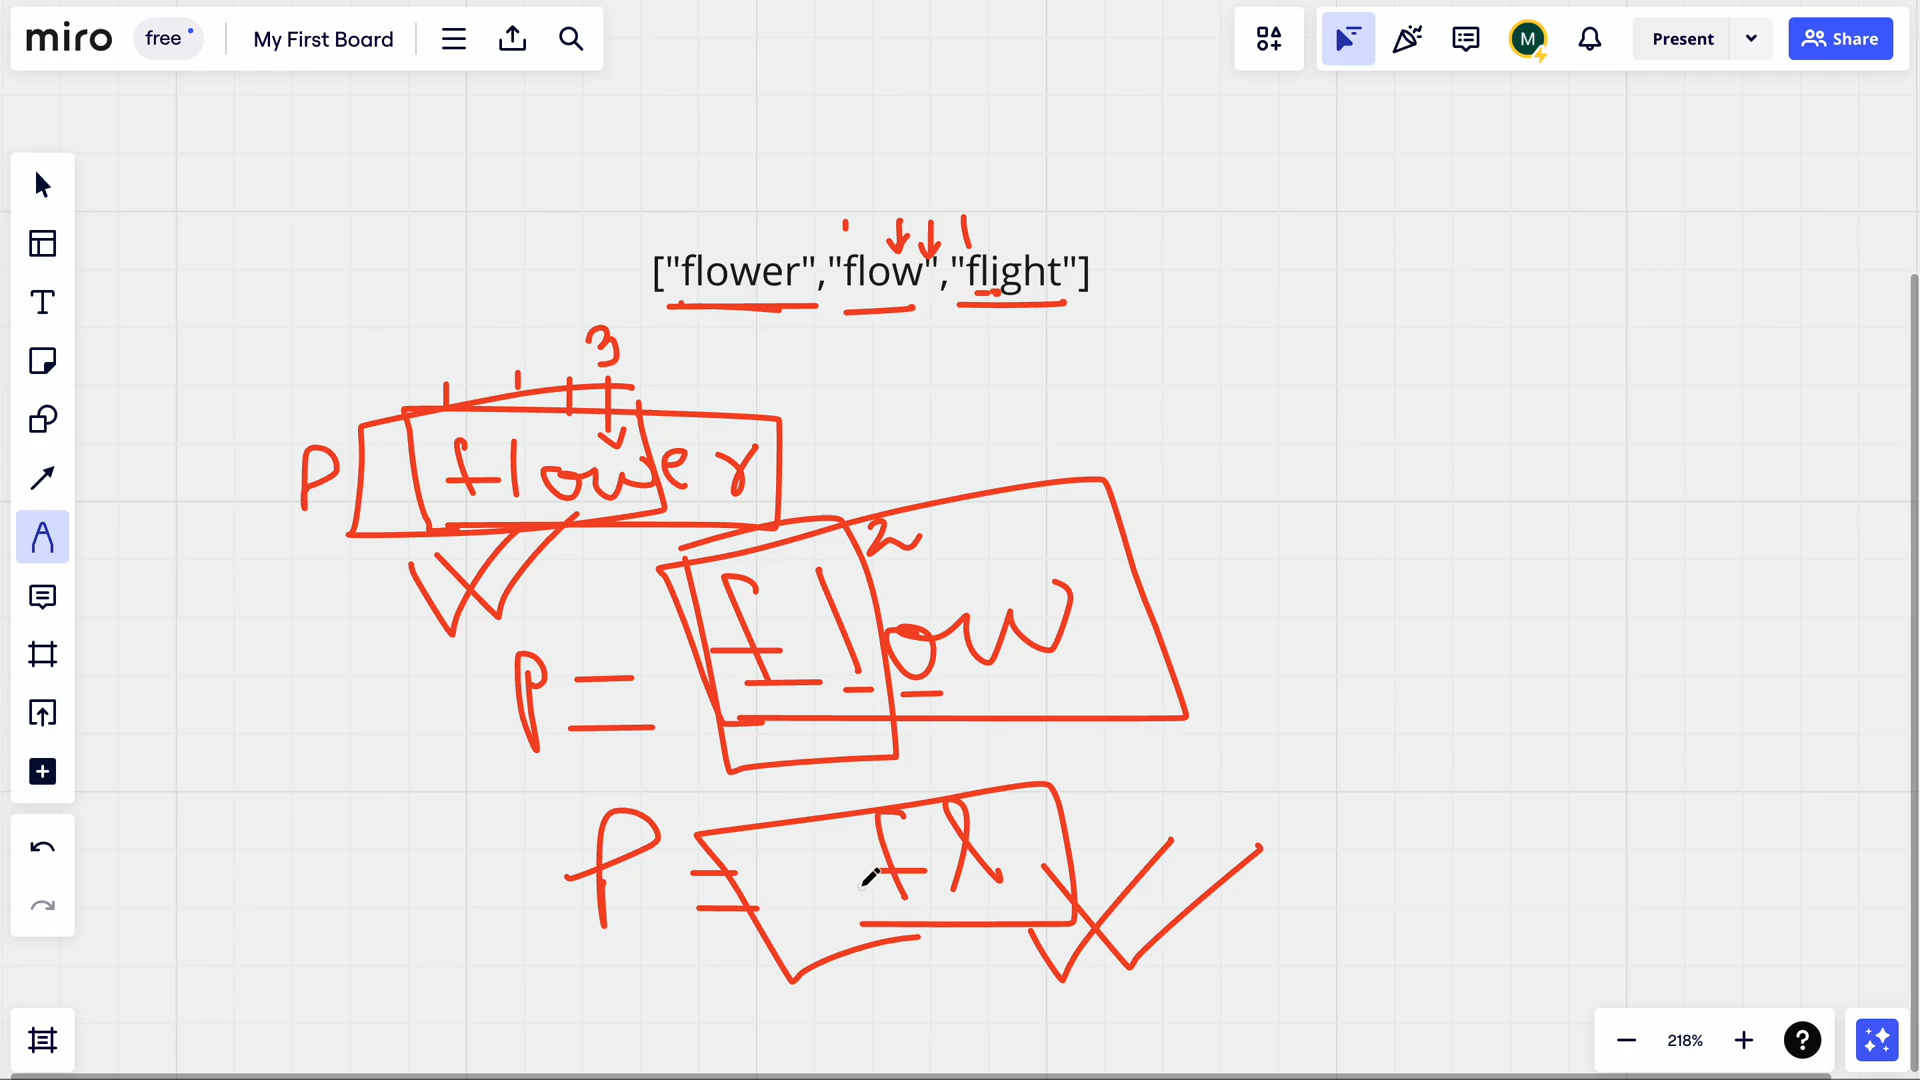 miro free My First Board Present M Share
["flower","flow","flight"]
3
P flower
2
P = flow
P = fl
218%